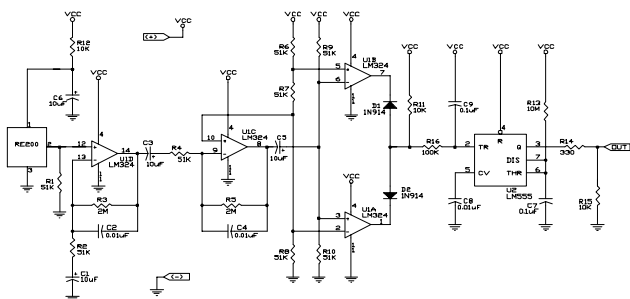 VCC
VCC
(+)
VCC
VCC
VCC
VCC
VCC
VCC
VCC
VCC
R12
10K
R6
51K
R9
51K
U1B
LM324
4
5
6
7
R7
51K
C6
10uF
VCC
VCC
4
4
D1
1N914
R11
10K
C9
0.1uF
R13
10M
1
RE200
2
3
12
13
14
U1D
LM324
C3
10uF
R4
51K
10
9
8
U1C
LM324
C5
10uF
R16
100K
2
TR
4
R
Q
3
DIS
7
THR
6
5
CV
U2
LM555
R14
330
OUT
R1
51K
R3
2M
C2
0.01uF
R5
2M
C4
0.01uF
VCC
4
U1A
LM324
3
2
1
D2
1N914
C8
0.01uF
C7
0.1uF
R15
10K
R2
51K
C1
10uF
(-)
R8
51K
R10
51K